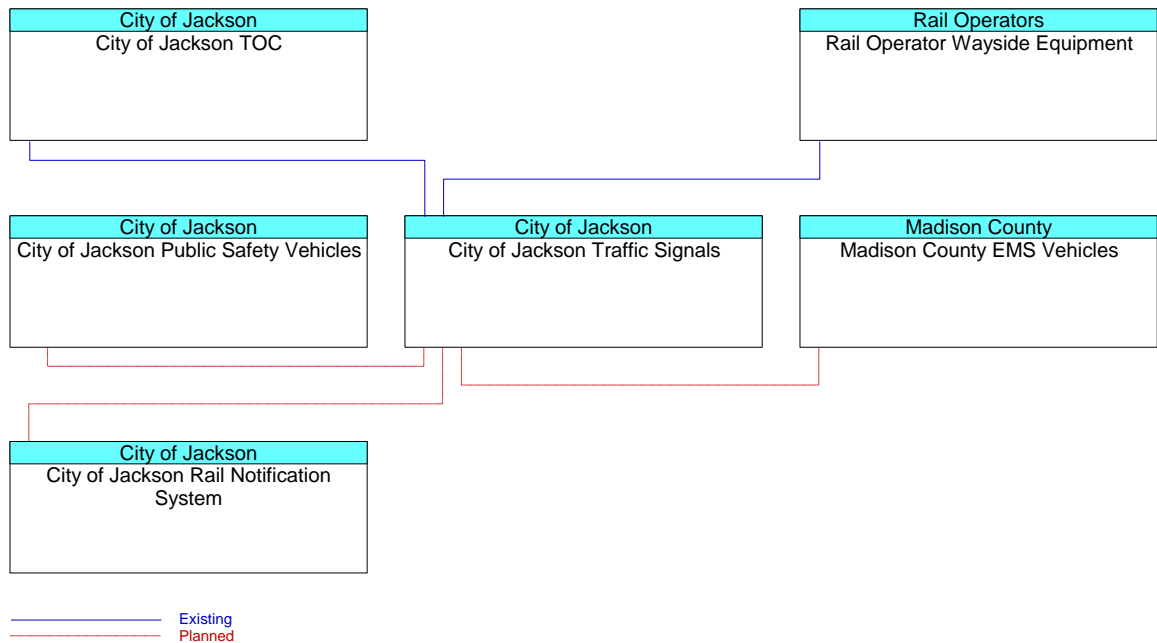 City of Jackson
City of Jackson TOC
Rail Operators
Rail Operator Wayside Equipment
City of Jackson
City of Jackson Public Safety Vehicles
City of Jackson
City of Jackson Traffic Signals
Madison County
Madison County EMS Vehicles
City of Jackson
City of Jackson Rail Notification
System
Existing
Planned